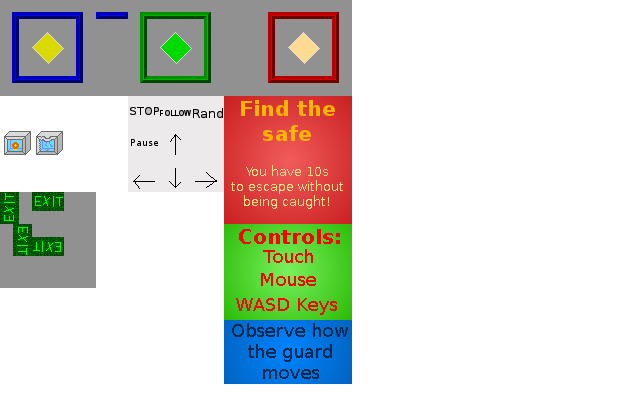 STOP FOLLOW Rand
Pause
Find the
safe
You have 10s
to escape without
being caught!
EXIT EXIT
EXIT EXIT
Controls:
Touch
Mouse
WASD Keys
Observe how
the guard
moves